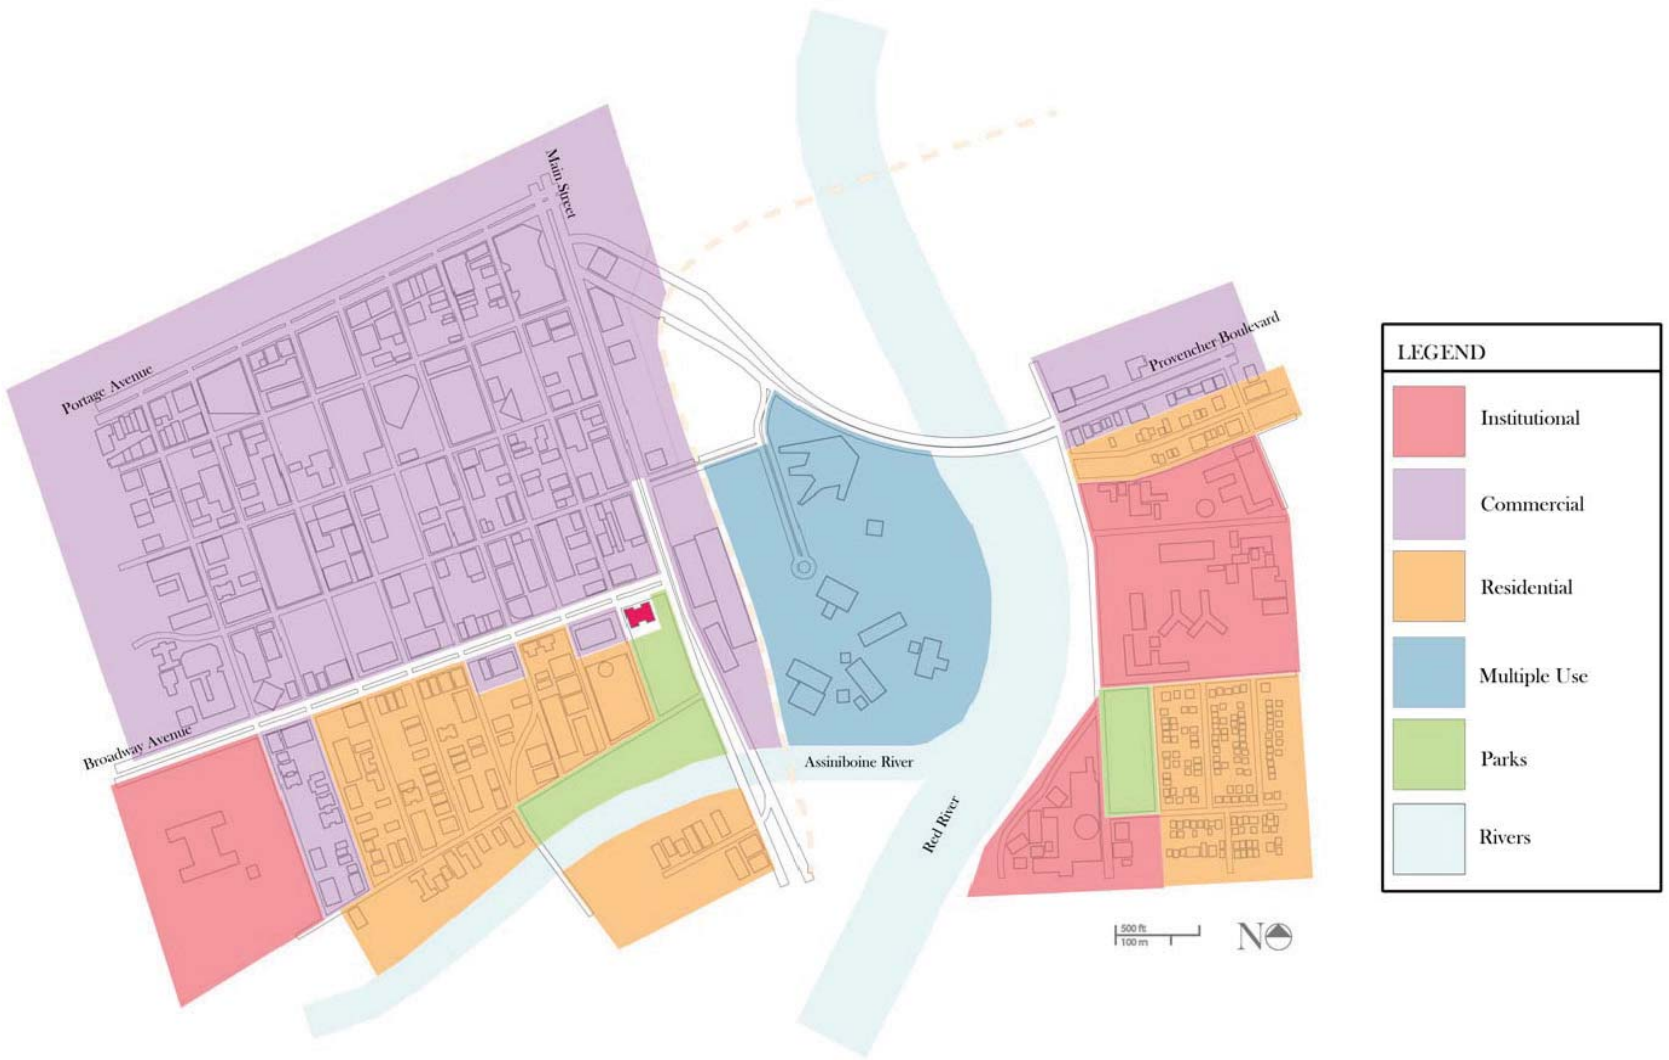 Main Street
Portage Avenue
Provencher Boulevard
LEGEND
Institutional
Commercial
Residential
Multiple Use
Parks
Rivers
Broadway Avenue
Assiniboine River
Red River
500 ft
100 m
N